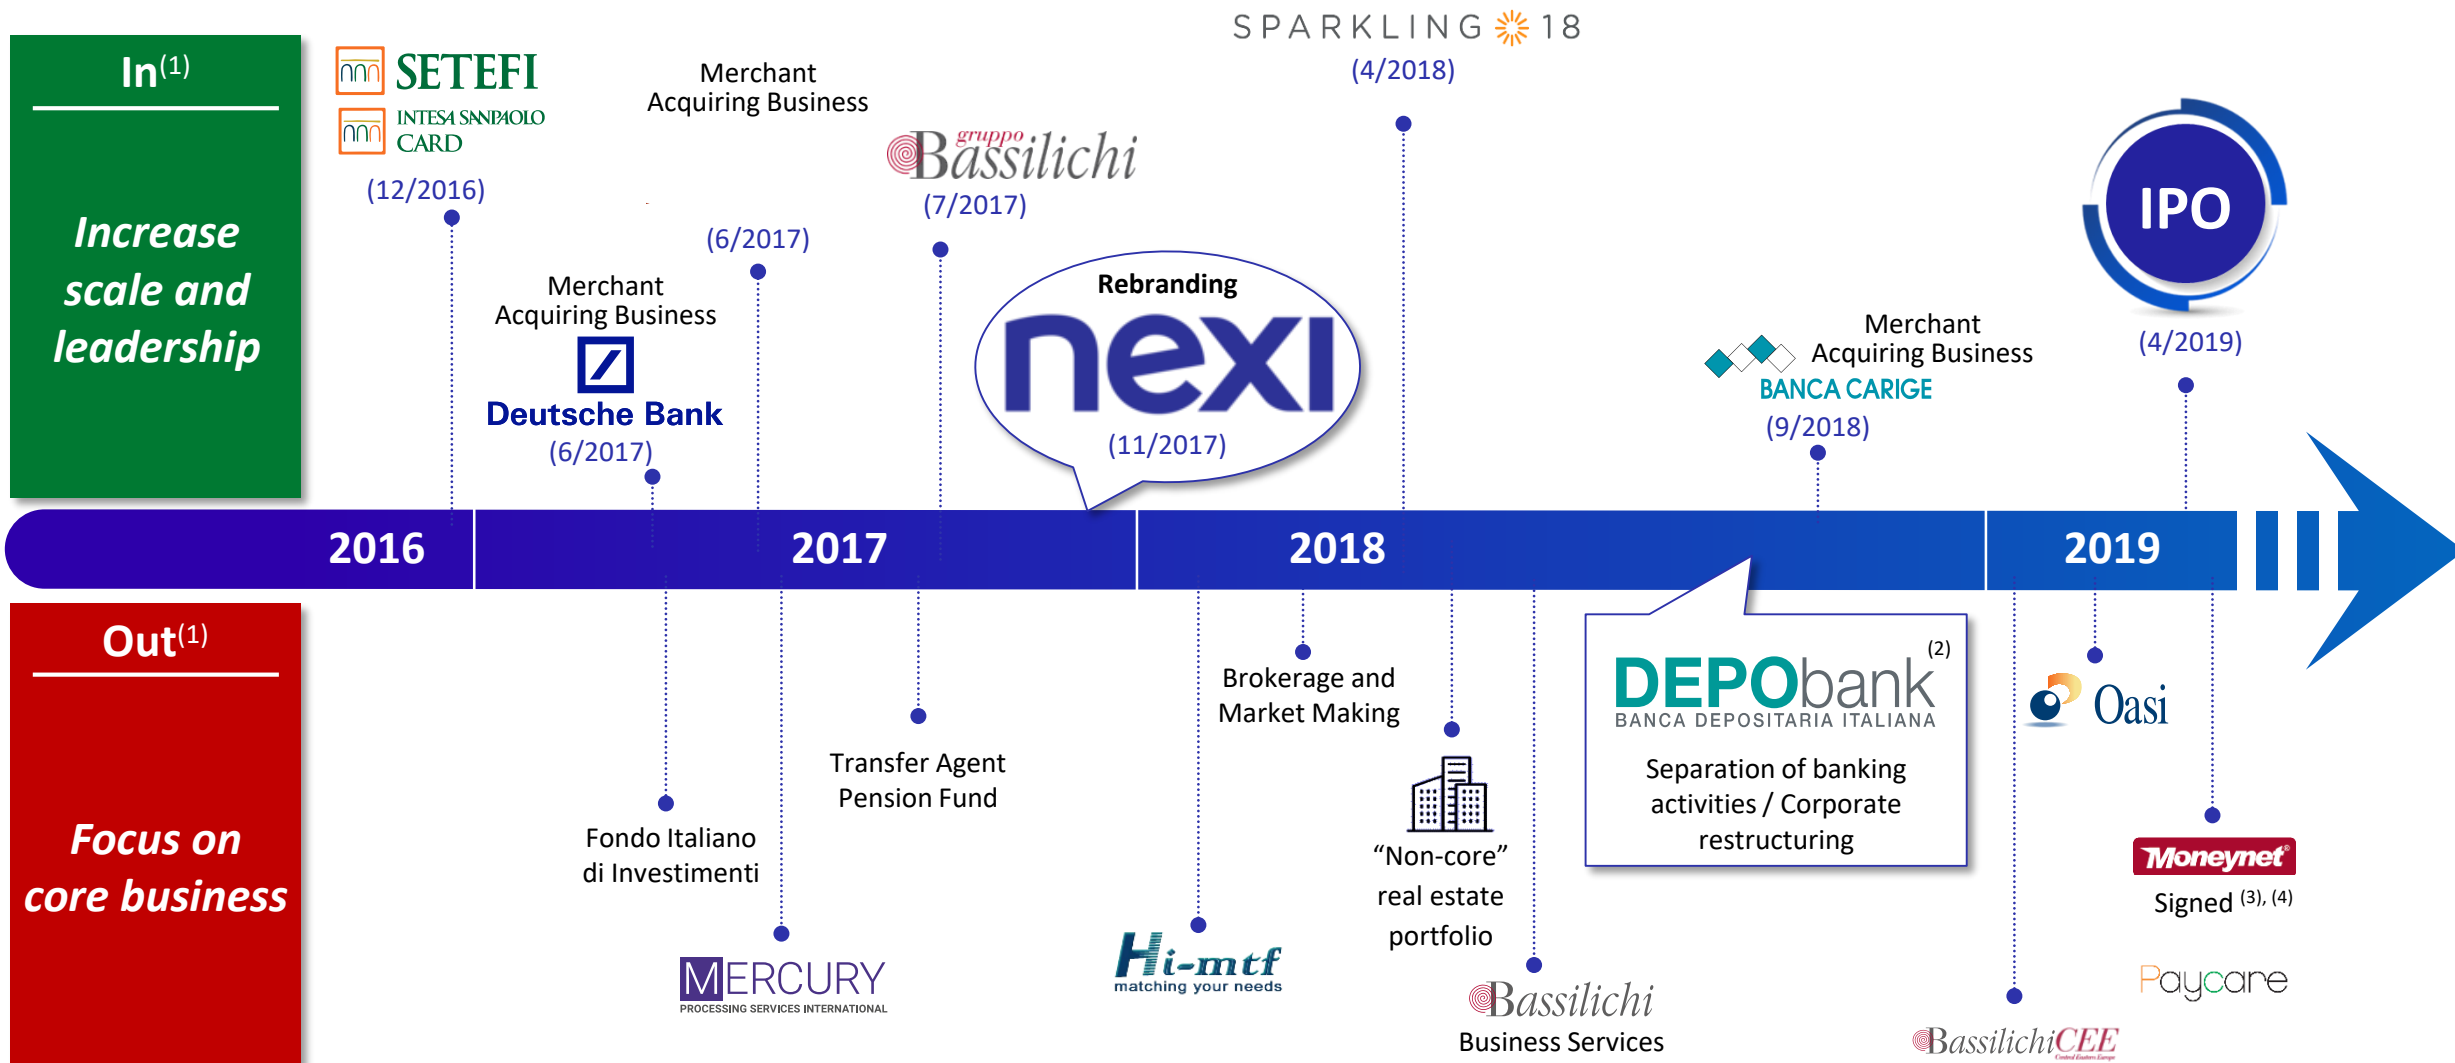 SPARKLING 18
(4/2018)
In(1)
Increase
scale and
leadership
SETEFI
INTESA SANPAOLO
CARD
(12/2016)
Merchant
Acquiring Business
(6/2017)
gruppo
Bassilichi
(7/2017)
Merchant
Acquiring Business
Deutsche Bank
(6/2017)
Rebranding
nexi
(11/2017)
Merchant
Acquiring Business
BANCA CARIGE
(9/2018)
IPO
(4/2019)
2016
2017
2018
2019
Out(1)
Focus on
core business
Fondo Italiano
di Investimenti
MERCURY
PROCESSING SERVICES INTERNATIONAL
Transfer Agent
Pension Fund
Hi-mtf
matching your needs
Brokerage and
Market Making
“Non-core”
real estate
portfolio
Bassilichi
Business Services
DEPObank (2)
BANCA DEPOSITARIA ITALIANA
Separation of banking
activities / Corporate
restructuring
Oasi
Moneynet®
Signed (3), (4)
Paycare
BassilichiCEE
Central Eastern Europe